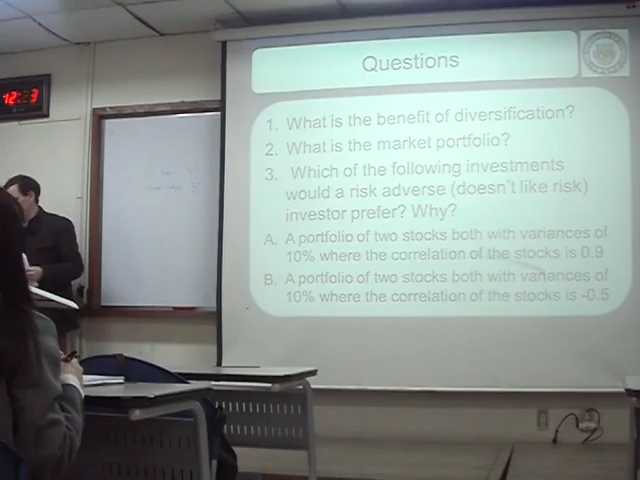 Questions
1. What is the benefit of diversification?
2. What is the market portfolio?
3. Which of the following investments
would a risk adverse (doesn't like risk)
investor prefer? Why?
A. A portfolio of two stocks both with variances of
10% where the correlation of the stocks is 0.9
B. A portfolio of two stocks both with variances of
10% where the correlation of the stocks is -0.5